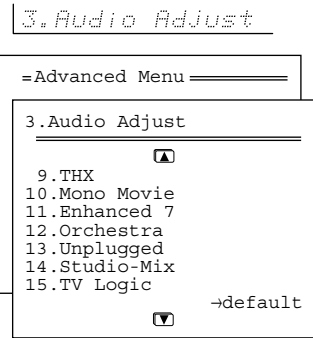 3.Audio Adjust
=Advanced Menu
3.Audio Adjust
9.THX
10.Mono Movie
11.Enhanced 7
12.Orchestra
13.Unplugged
14.Studio-Mix
15.TV Logic
→default